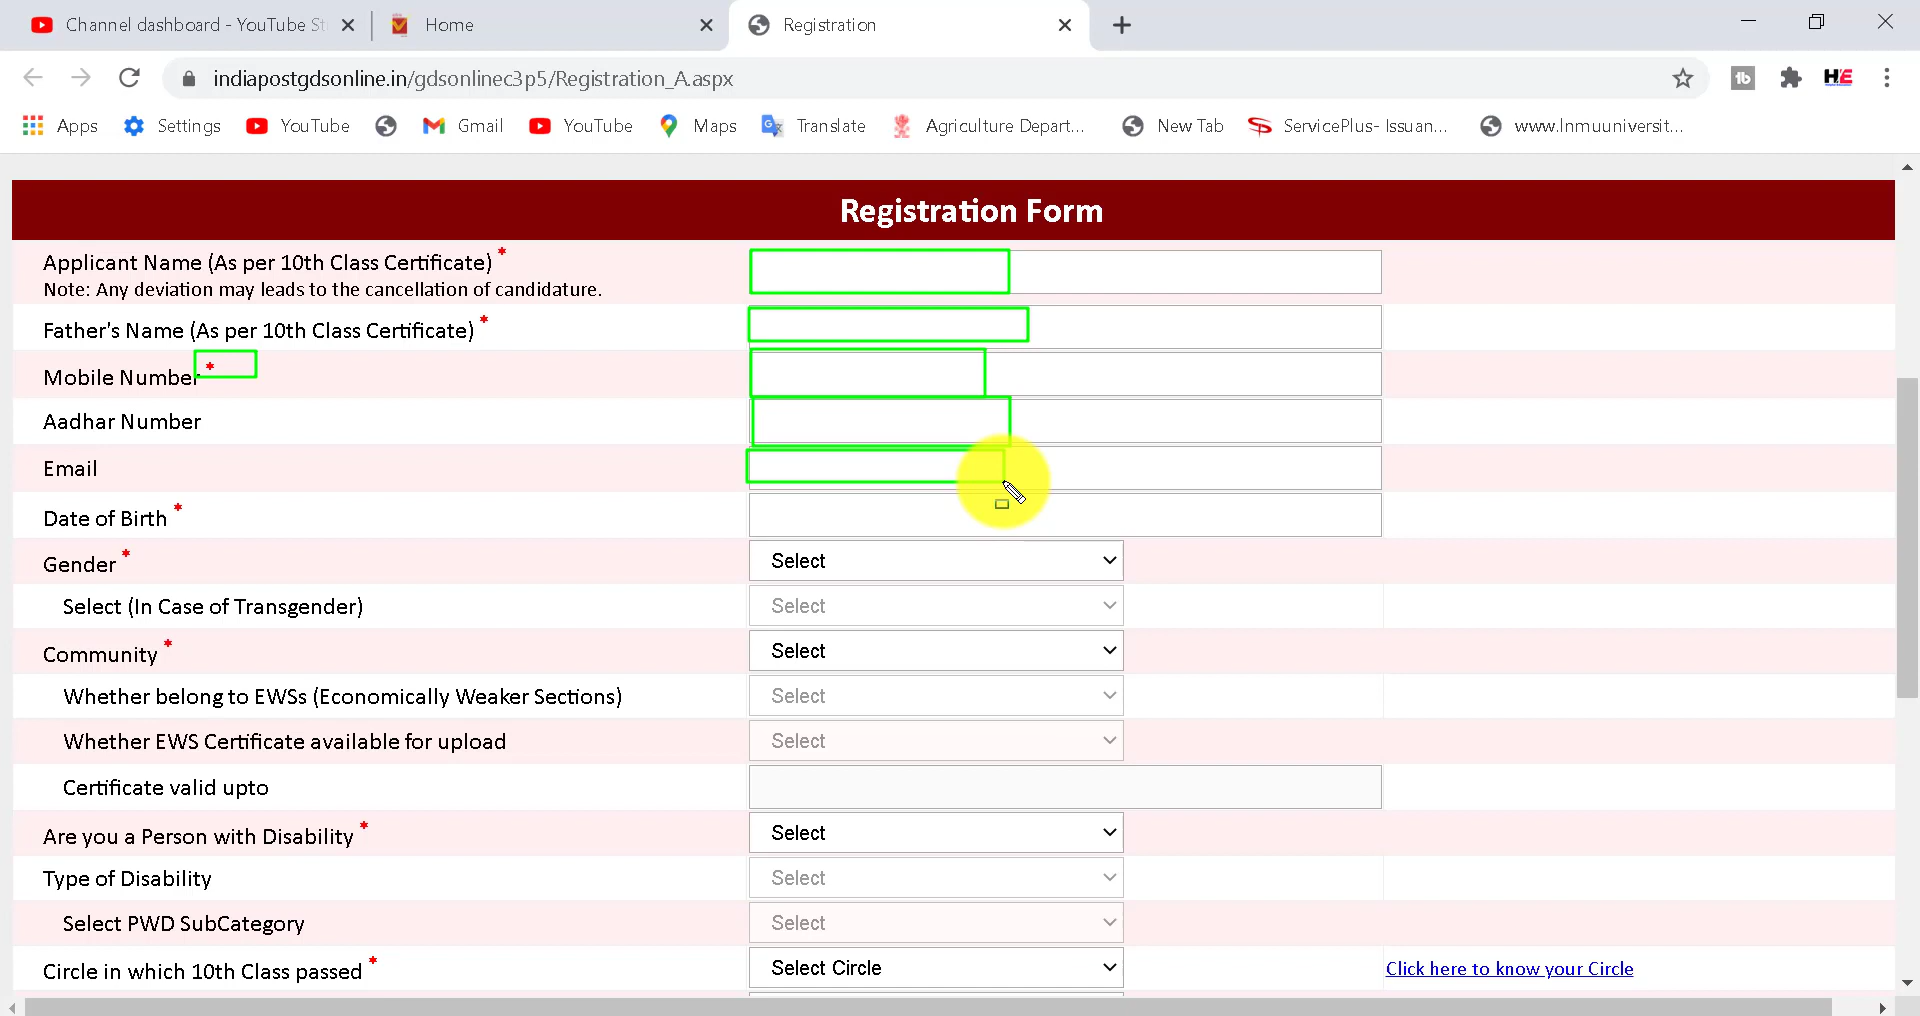 Channel dashboard - YouTube St
Home
Registration
indiapostgdsonline.in/gdsonlinec3p5/Registration_A.aspx
Apps
Settings
YouTube
Gmail
YouTube
Maps
Translate
Agriculture Depart...
New Tab
ServicePlus- Issuan...
www.lnmuuniversit...
Registration Form
Applicant Name (As per 10th Class Certificate) *
Note: Any deviation may leads to the cancellation of candidature.
Father's Name (As per 10th Class Certificate) *
Mobile Number *
Aadhar Number
Email
Date of Birth *
Gender * Select
Select (In Case of Transgender) Select
Community * Select
Whether belong to EWSs (Economically Weaker Sections) Select
Whether EWS Certificate available for upload Select
Certificate valid upto
Are you a Person with Disability * Select
Type of Disability Select
Select PWD SubCategory Select
Circle in which 10th Class passed * Select Circle Click here to know your Circle